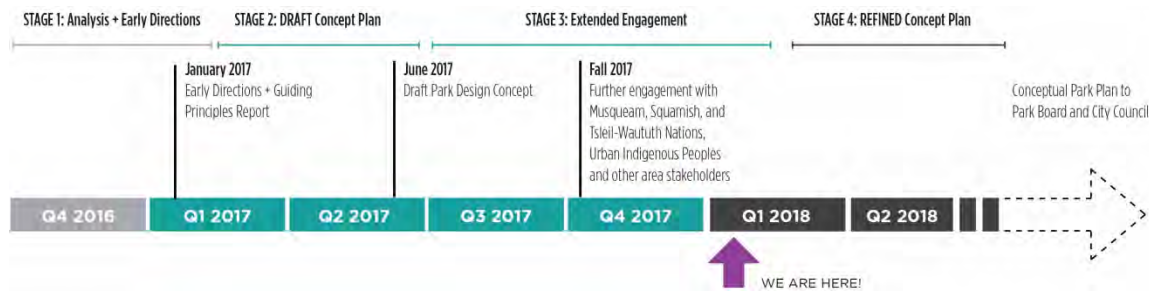 STAGE 1: Analysis + Early Directions
STAGE 2: DRAFT Concept Plan
STAGE 3: Extended Engagement
STAGE 4: REFINED Concept Plan
January 2017
Early Directions + Guiding
Principles Report
June 2017
Draft Park Design Concept
Fall 2017
Further engagement with
Musqueam, Squamish, and
Tsleil-Waututh Nations,
Urban Indigenous Peoples
and other area stakeholders
Conceptual Park Plan to
Park Board and City Council
Q4 2016
Q1 2017
Q2 2017
Q3 2017
Q4 2017
Q1 2018
Q2 2018
WE ARE HERE!